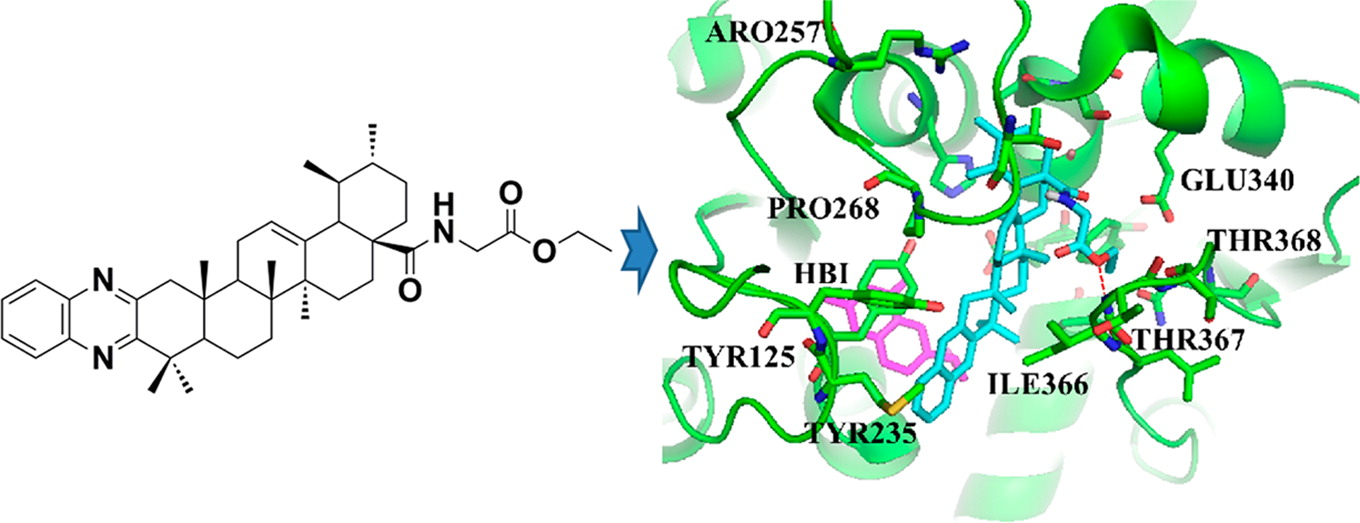 N
N
H
N
O
O
O
ARO257
PRO268
HBI
TYR125
TYR235
GLU340
THR368
THR367
ILE366